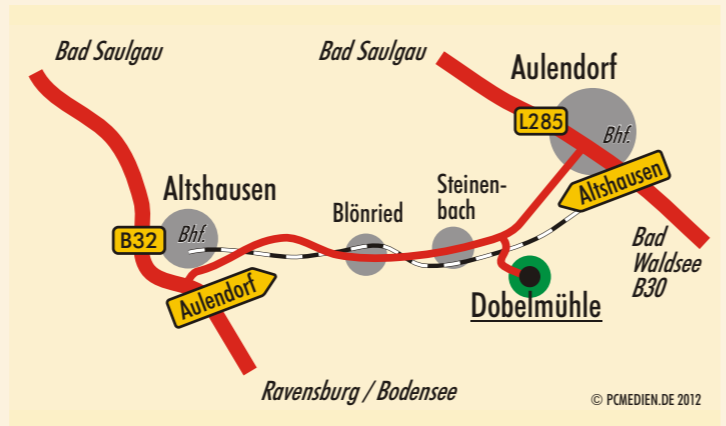 Bad Saulgau
Bad Saulgau
Aulendorf
L285
Bhf.
Altshausen
Altshausen
Steinen-
bach
Blönried
B32
Bhf.
Bad
Waldsee
B30
Aulendorf
Dobelmühle
Ravensburg / Bodensee
© PCMEDIEN.DE 2012